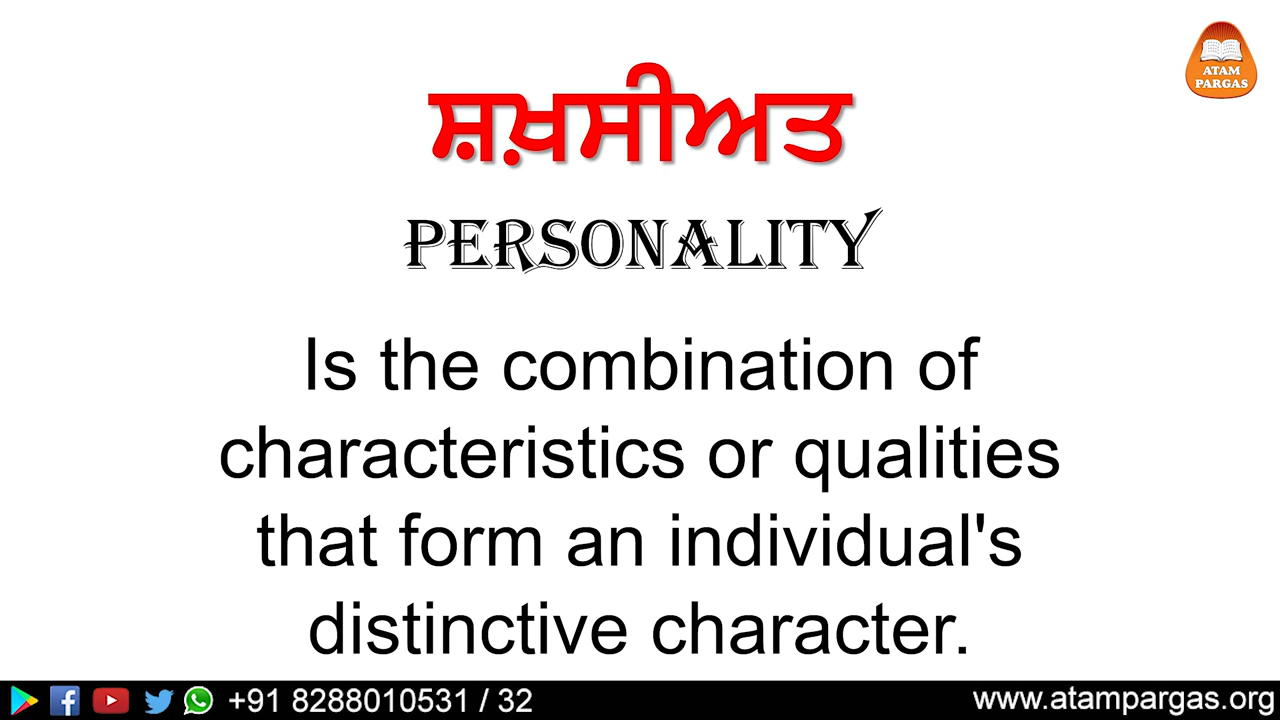 ATAM
PARGAS
ਸ਼ਖ਼ਸੀਅਤ
PERSONALITY
Is the combination of
characteristics or qualities
that form an individual's
distinctive character.
+91 8288010531 / 32
www.atampargas.org